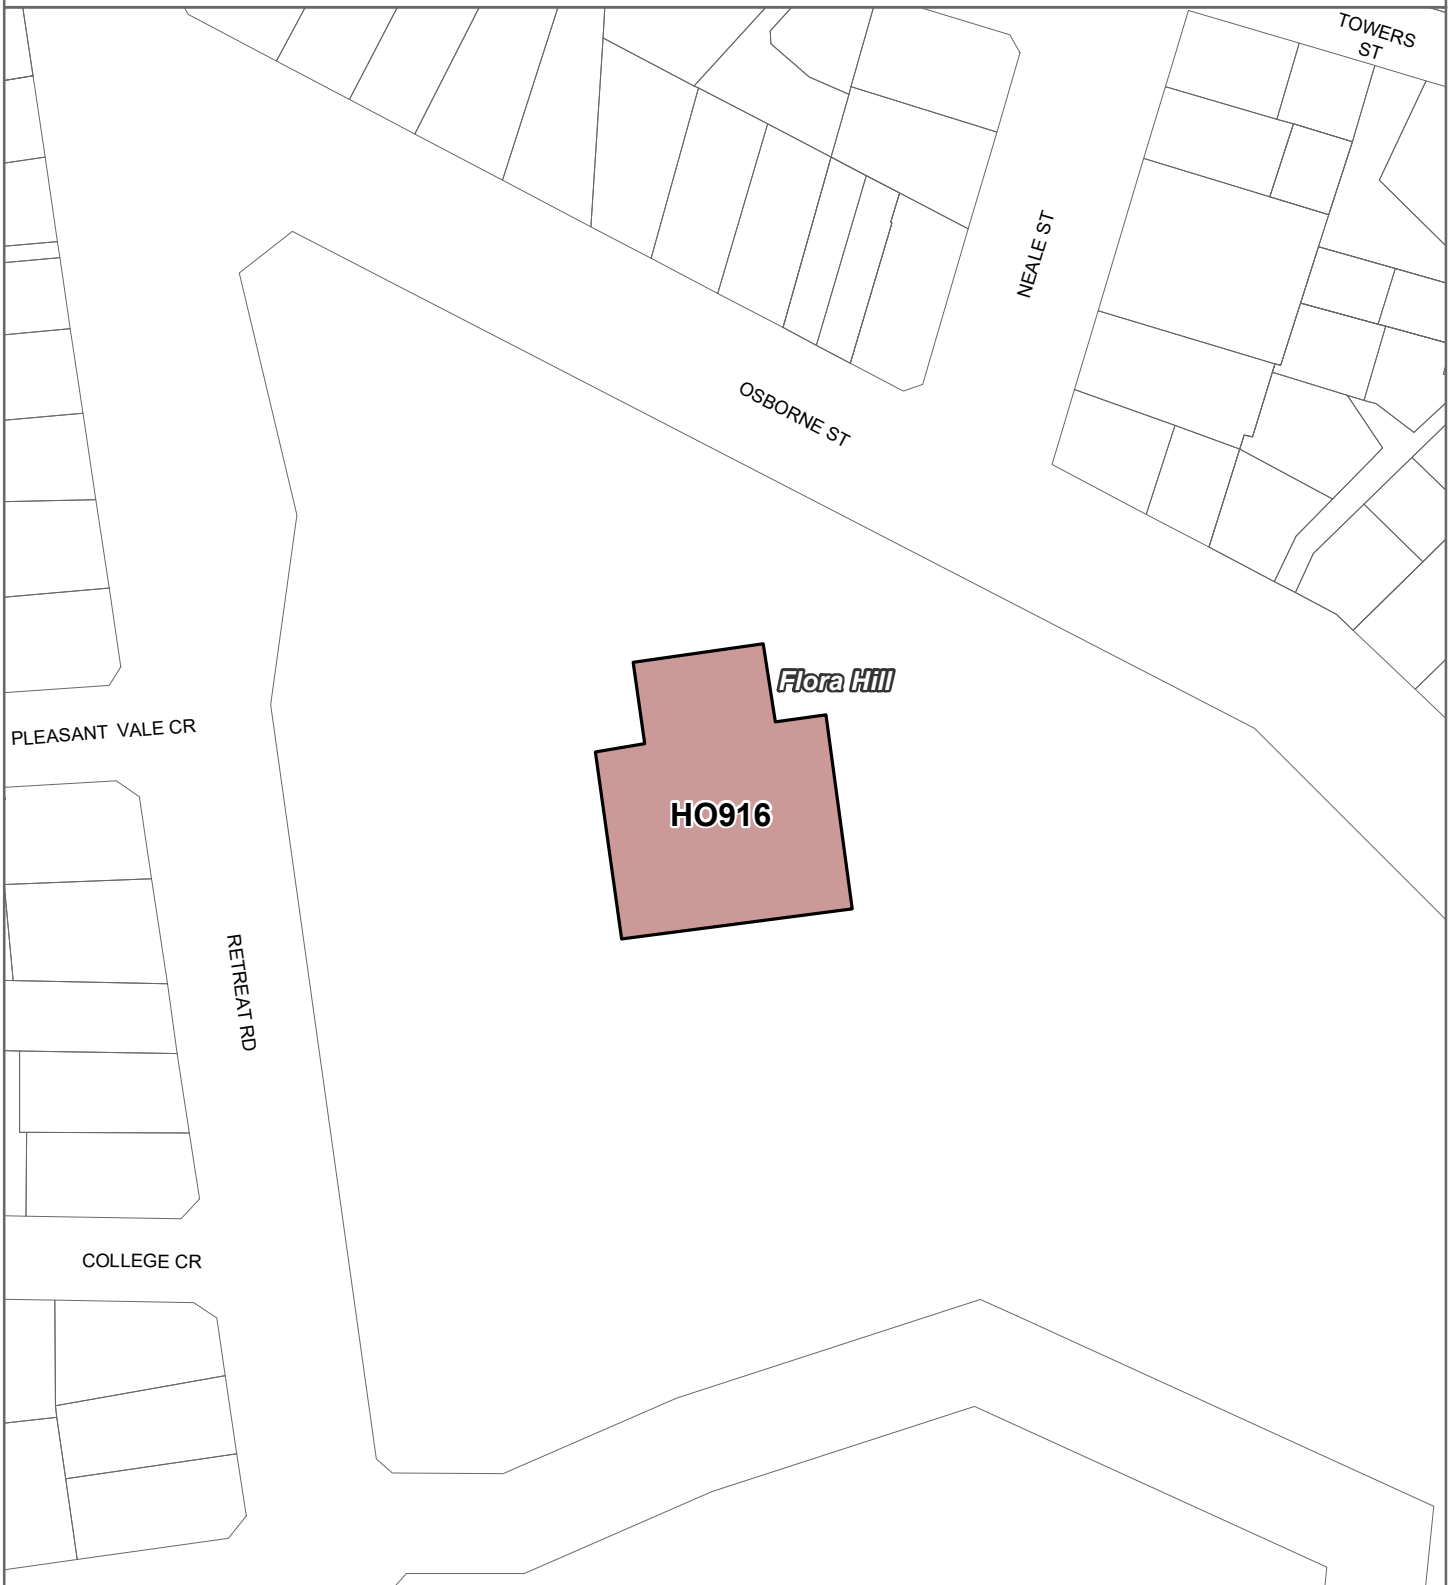 TOWERS
ST
NEALE ST
OSBORNE ST
Flora Hill
PLEASANT VALE CR
HO916
RETREAT RD
COLLEGE CR